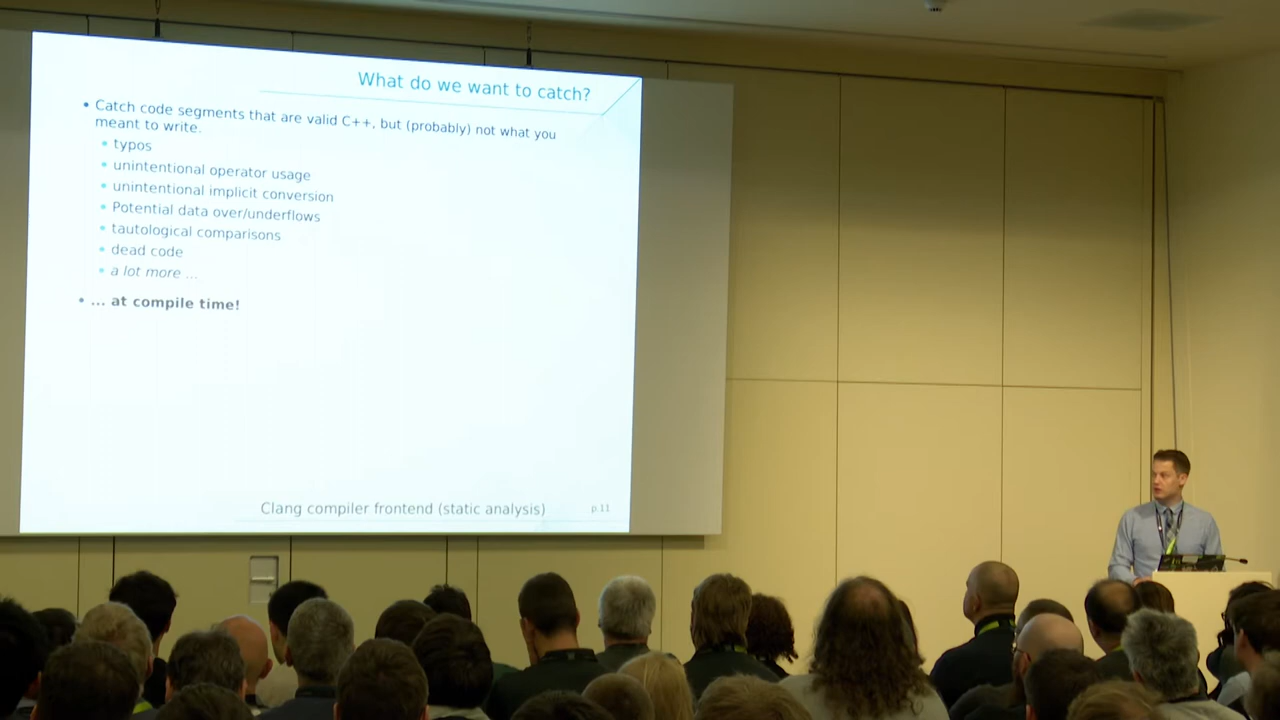 What do we want to catch?
• Catch code segments that are valid C++, but (probably) not what you
meant to write.
• typos
• unintentional operator usage
• unintentional implicit conversion
• Potential data over/underflows
• tautological comparisons
• dead code
• a lot more ...
• ... at compile time!
Clang compiler frontend (static analysis) p.11